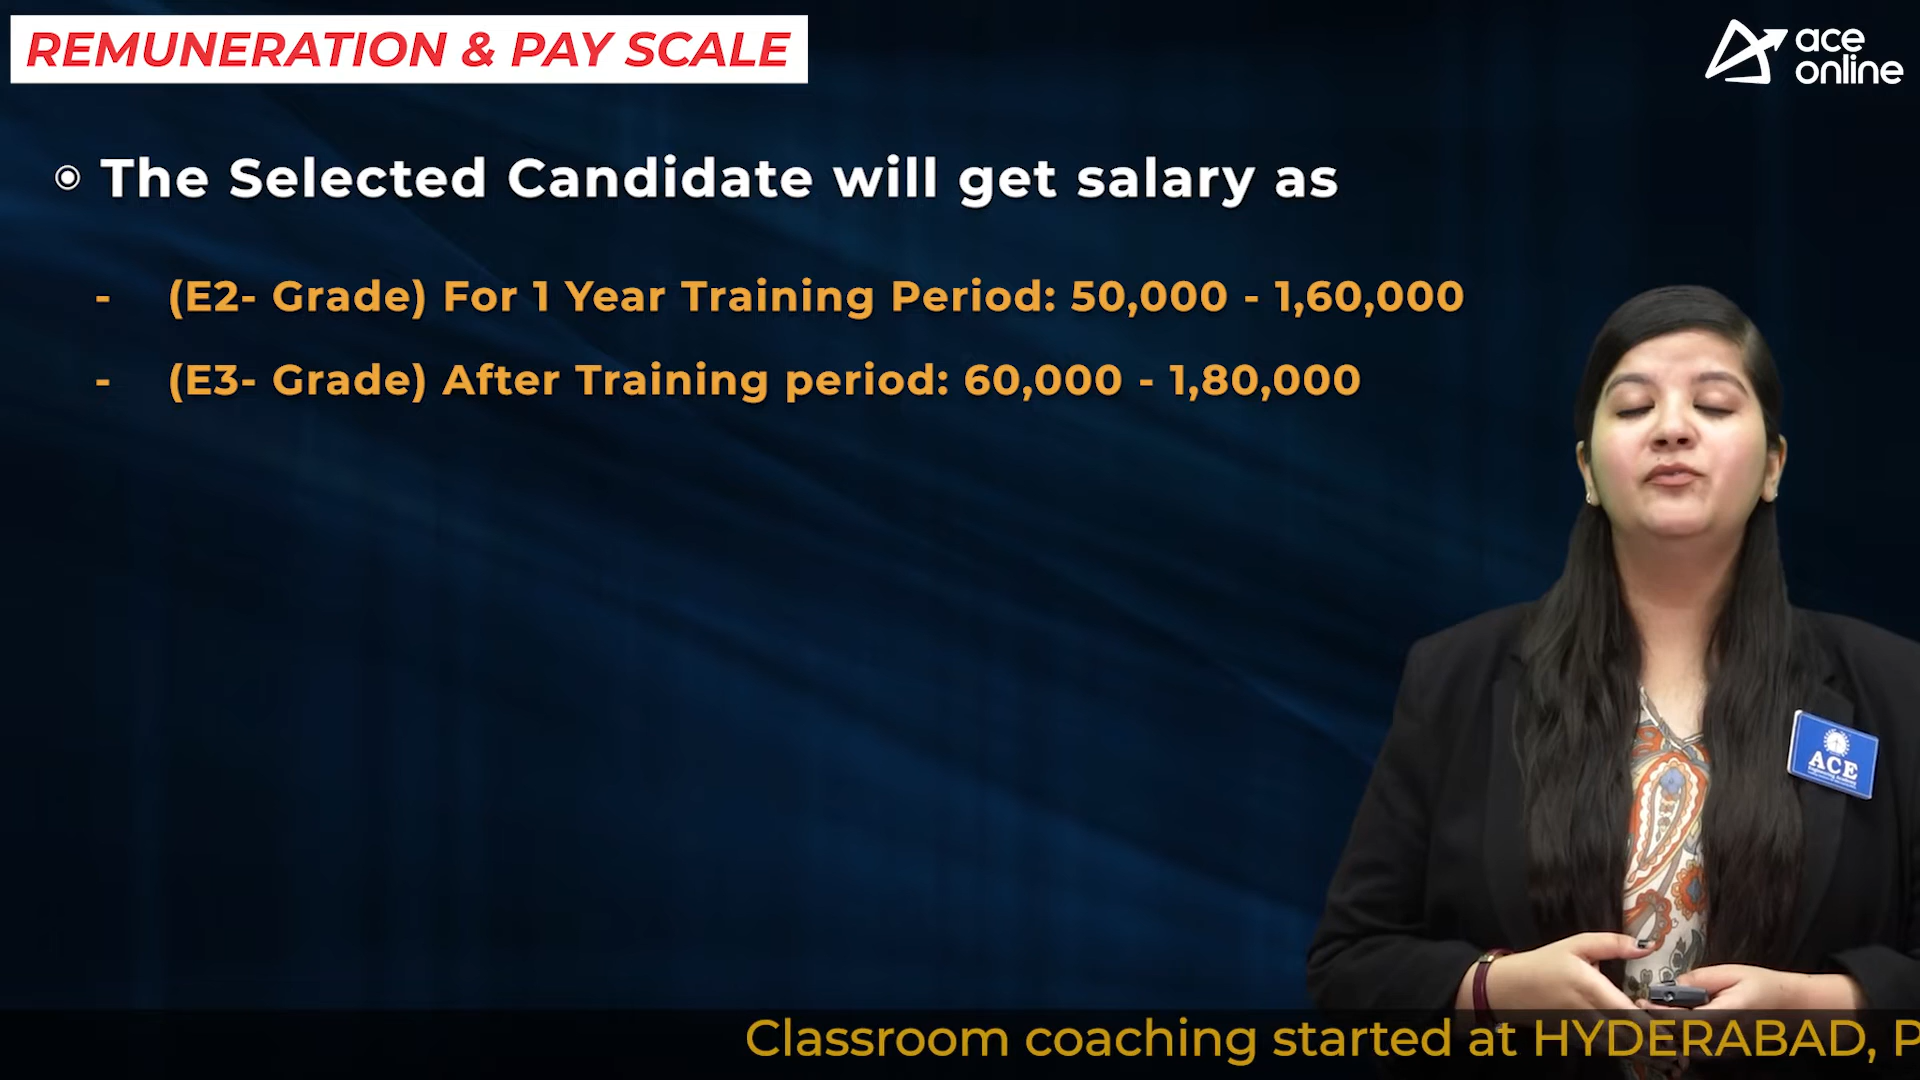 REMUNERATION & PAY SCALE
ace
online
The Selected Candidate will get salary as
- (E2- Grade) For 1 Year Training Period: 50,000 - 1,60,000
- (E3- Grade) After Training period: 60,000 - 1,80,000
ACE
Classroom coaching started at HYDERABAD, P